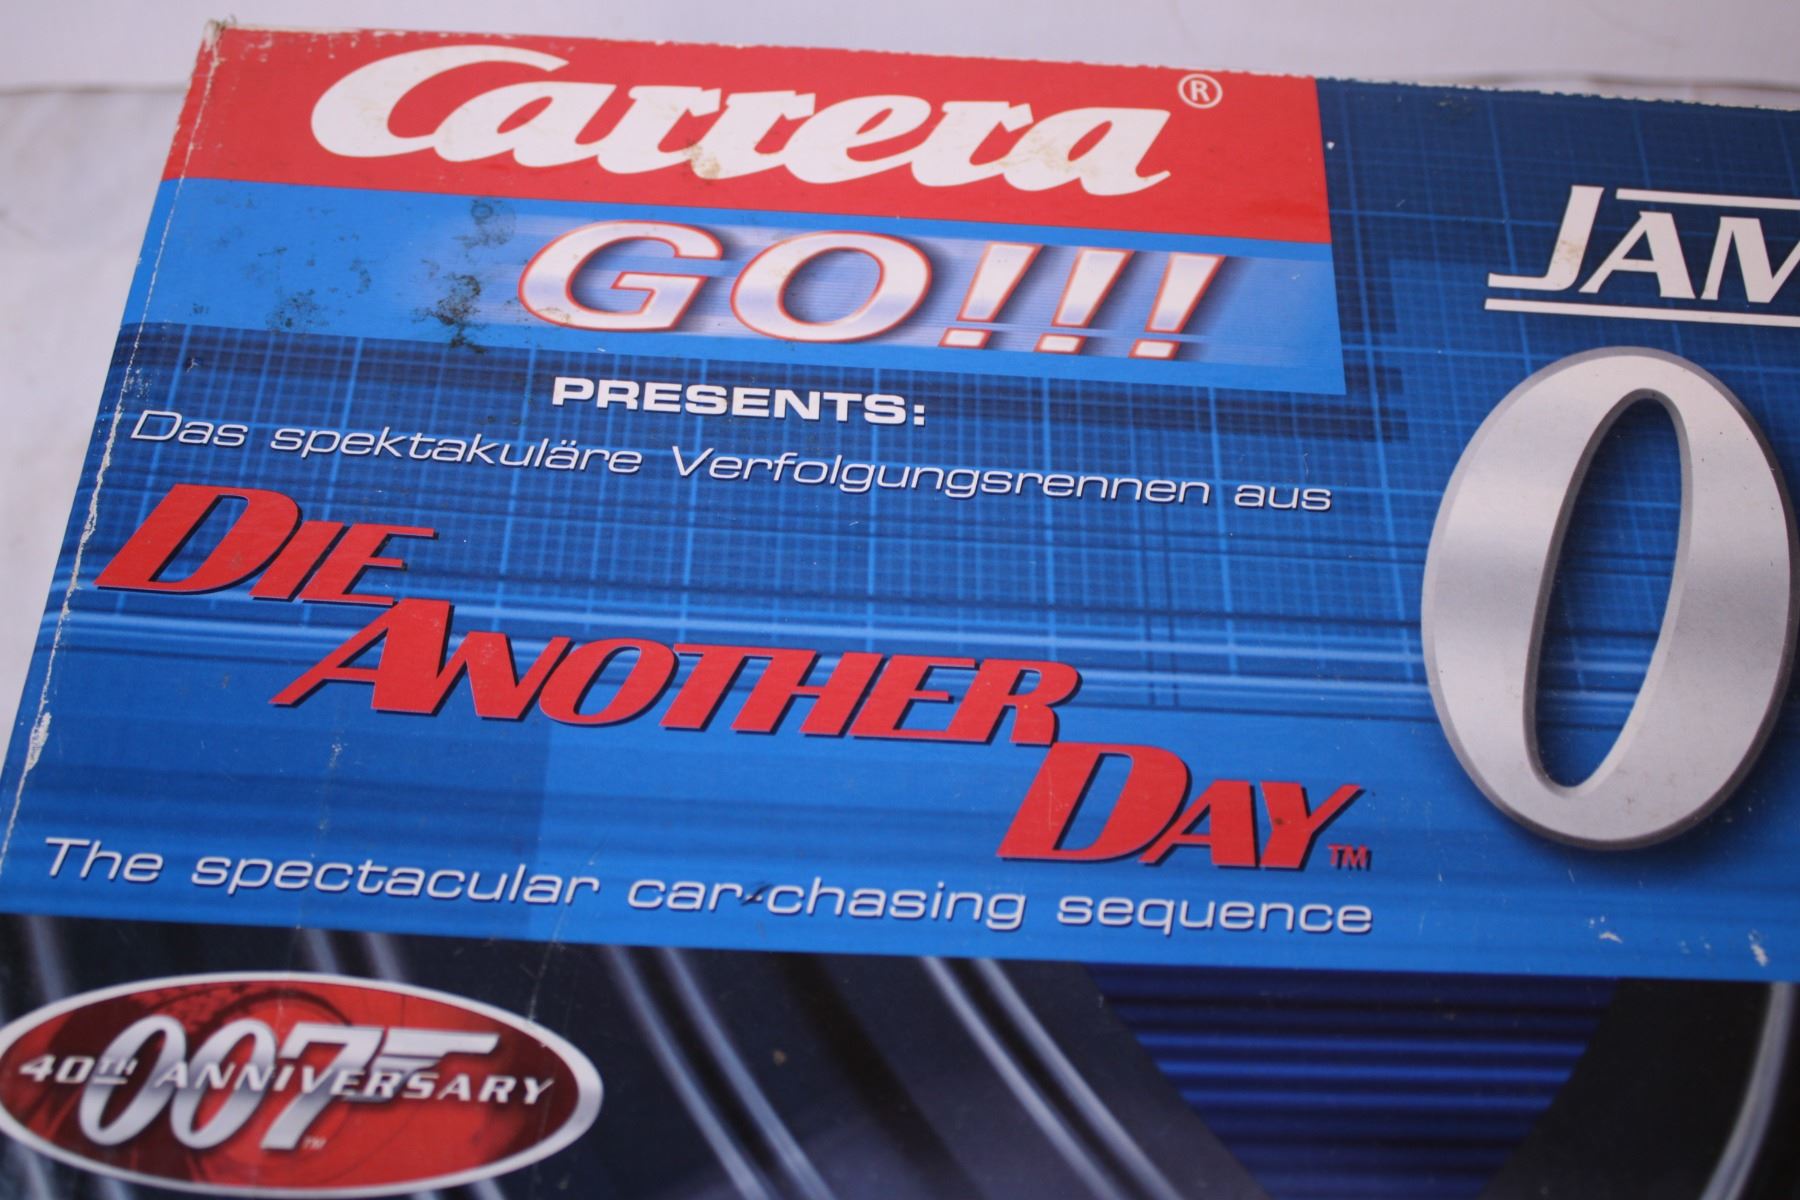 Carrera®
GO!!!
PRESENTS:
Das spektakuläre Verfolgungsrennen aus
DIE
ANOTHER
DAY™
The spectacular car-chasing sequence
JAM
0
007
40TH ANNIVERSARY
™